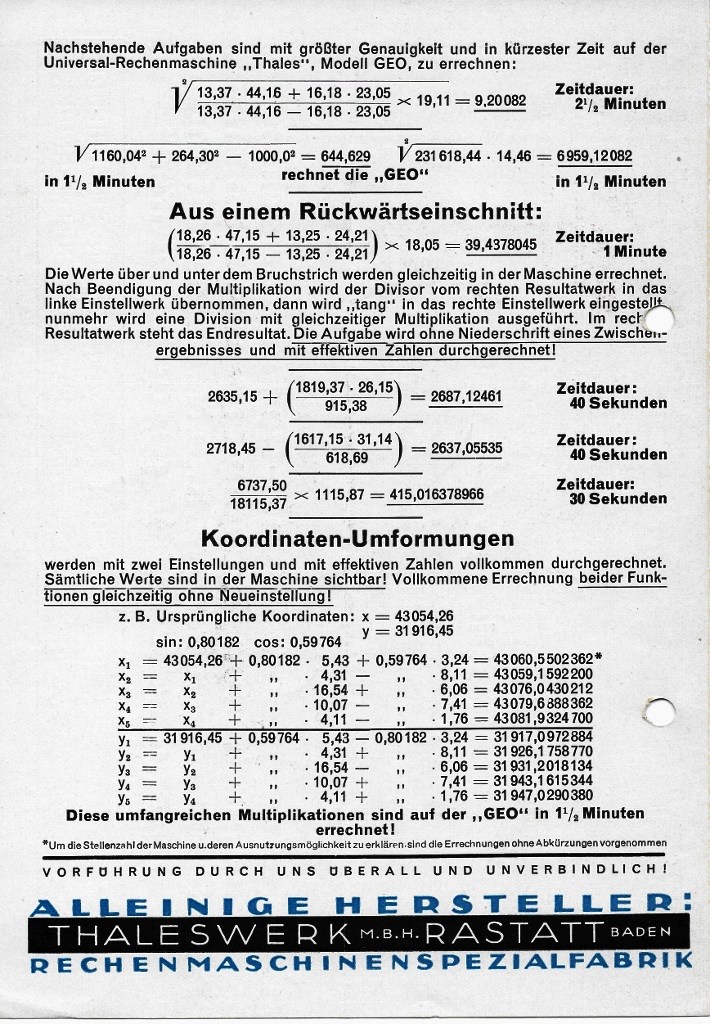 Nachstehende Aufgaben sind mit größter Genauigkeit und in kürzester Zeit auf der
Universal-Rechenmaschine „Thales“, Modell GEO, zu errechnen:
²√(13,37 · 44,16 + 16,18 · 23,05 / 13,37 · 44,16 — 16,18 · 23,05) × 19,11 = 9,20082 Zeitdauer: 2½ Minuten
√1160,04² + 264,30² — 1000,0² = 644,629 ²√231618,44 · 14,46 = 6959,12082
in 1½ Minuten rechnet die „GEO“ in 1½ Minuten
Aus einem Rückwärtseinschnitt:
(18,26 · 47,15 + 13,25 · 24,21 / 18,26 · 47,15 — 13,25 · 24,21) × 18,05 = 39,4378045 Zeitdauer: 1 Minute
Die Werte über und unter dem Bruchstrich werden gleichzeitig in der Maschine errechnet.
Nach Beendigung der Multiplikation wird der Divisor vom rechten Resultatwerk in das
linke Einstellwerk übernommen, dann wird „tang“ in das rechte Einstellwerk eingestellt,
nunmehr wird eine Division mit gleichzeitiger Multiplikation ausgeführt. Im
Resultatwerk steht das Endresultat. Die Aufgabe wird ohne Niederschrift eines Zwischen-
ergebnisses und mit effektiven Zahlen durchgerechnet!
2635,15 + (1819,37 · 26,15 / 915,38) = 2687,12461 Zeitdauer: 40 Sekunden
2718,45 — (1617,15 · 31,14 / 618,69) = 2637,05535 Zeitdauer: 40 Sekunden
6737,50 / 18115,37 × 1115,87 = 415,016378966 Zeitdauer: 30 Sekunden
Koordinaten-Umformungen
werden mit zwei Einstellungen und mit effektiven Zahlen vollkommen durchgerechnet.
Sämtliche Werte sind in der Maschine sichtbar! Vollkommene Errechnung beider Funk-
tionen gleichzeitig ohne Neueinstellung!
z. B. Ursprüngliche Koordinaten: x = 43054,26
y = 31916,45
sin: 0,80182 cos: 0,59764
x₁ = 43054,26 + 0,80182 · 5,43 + 0,59764 · 3,24 = 43060,5502362*
x₂ = x₁ + „ · 4,31 — „ · 8,11 = 43059,1592200
x₃ = x₂ + „ · 16,54 + „ · 6,06 = 43076,0430212
x₄ = x₃ + „ · 10,07 — „ · 7,41 = 43079,6888362
x₅ = x₄ + „ · 4,11 — „ · 1,76 = 43081,9324700
y₁ = 31916,45 + 0,59764 · 5,43 — 0,80182 · 3,24 = 31917,0972884
y₂ = y₁ + „ · 4,31 + „ · 8,11 = 31926,1758770
y₃ = y₂ + „ · 16,54 — „ · 6,06 = 31931,2018134
y₄ = y₃ + „ · 10,07 + „ · 7,41 = 31943,1615344
y₅ = y₄ + „ · 4,11 + „ · 1,76 = 31947,0290380
Diese umfangreichen Multiplikationen sind auf der „GEO“ in 1½ Minuten
errechnet!
*Um die Stellenzahl der Maschine u. deren Ausnutzungsmöglichkeit zu erklären, sind die Errechnungen ohne Abkürzungen vorgenommen
VORFÜHRUNG DURCH UNS ÜBERALL UND UNVERBINDLICH!
ALLEINIGE HERSTELLER:
THALESWERK M.B.H. RASTATT BADEN
RECHENMASCHINENSPEZIALFABRIK